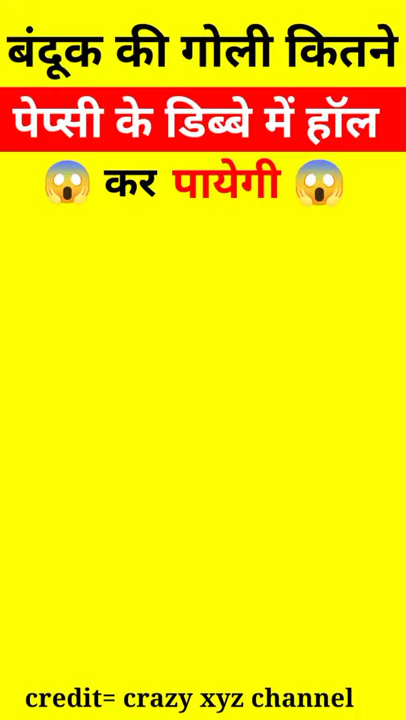 बंदूक की गोली कितने
पेप्सी के डिब्बे में हॉल
😱 कर पायेगी 😱
credit= crazy xyz channel